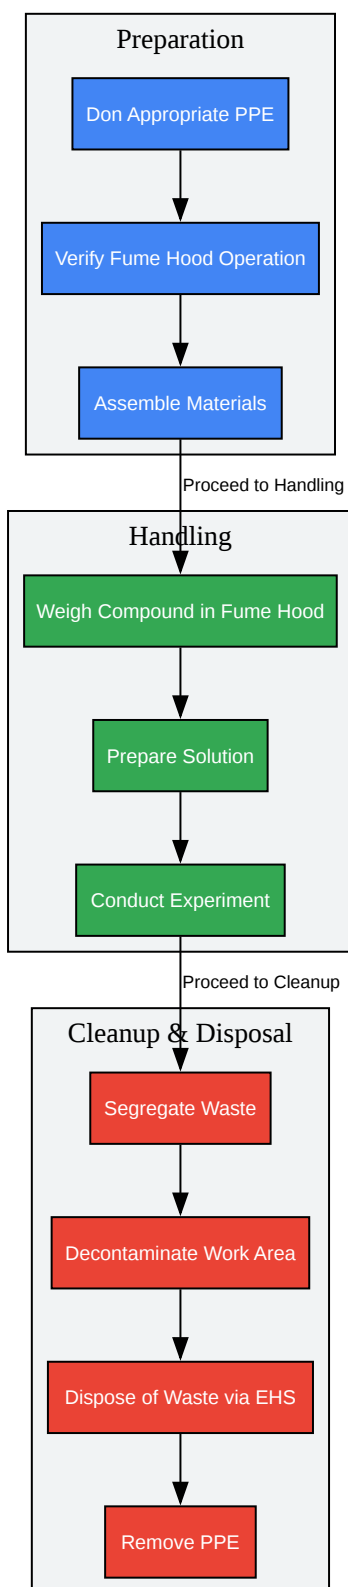 Preparation
Don Appropriate PPE
Verify Fume Hood Operation
Assemble Materials
Proceed to Handling
Handling
Weigh Compound in Fume Hood
Prepare Solution
Conduct Experiment
Proceed to Cleanup
Cleanup & Disposal
Segregate Waste
Decontaminate Work Area
Dispose of Waste via EHS
Remove PPE